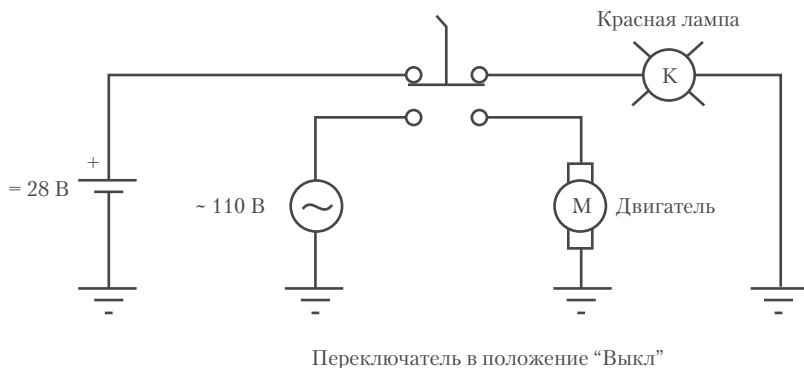 Красная лампа
К
+
= 28 В
~ 110 В
М
Двигатель
Переключатель в положение “Выкл”